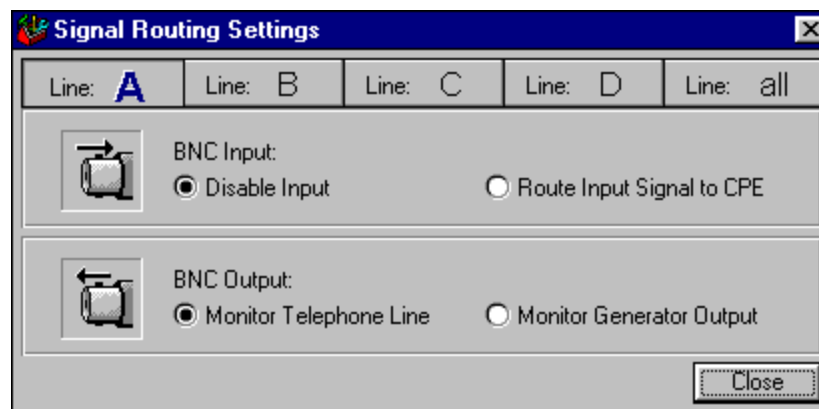 Signal Routing Settings
Line: A Line: B Line: C Line: D Line: all
BNC Input:
Disable Input Route Input Signal to CPE
BNC Output:
Monitor Telephone Line Monitor Generator Output
Close